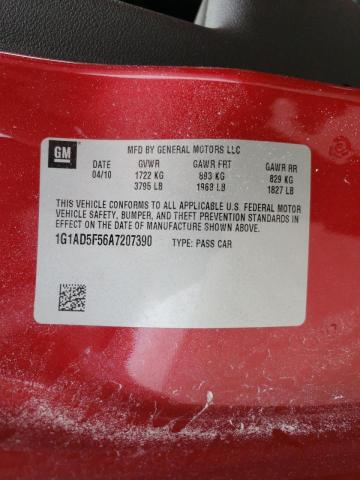 GM
MFD BY GENERAL MOTORS LLC
DATE GVWR GAWR FRT GAWR RR
04/10 1722 KG 893 KG 829 KG
3795 LB 1968 LB 1827 LB
THIS VEHICLE CONFORMS TO ALL APPLICABLE U.S. FEDERAL MOTOR
VEHICLE SAFETY, BUMPER, AND THEFT PREVENTION STANDARDS IN
EFFECT ON THE DATE OF MANUFACTURE SHOWN ABOVE.
1G1AD5F56A7207390 TYPE: PASS CAR